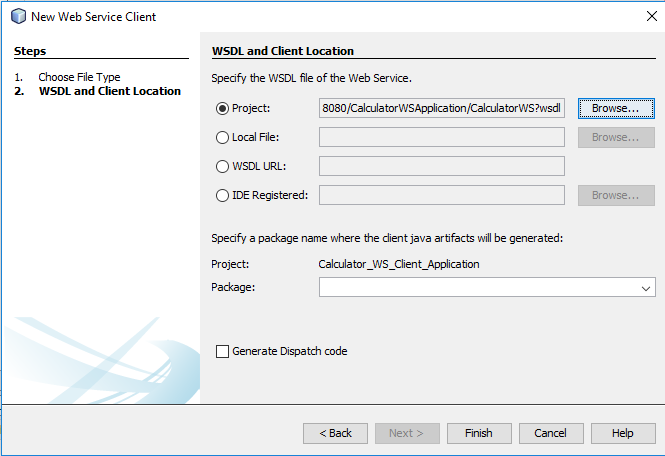 New Web Service Client
Steps
1. Choose File Type
2. WSDL and Client Location
WSDL and Client Location
Specify the WSDL file of the Web Service.
Project: 8080/CalculatorWSApplication/CalculatorWS?wsdl Browse...
Local File: Browse...
WSDL URL:
IDE Registered: Browse...
Specify a package name where the client java artifacts will be generated:
Project: Calculator_WS_Client_Application
Package:
Generate Dispatch code
< Back Next > Finish Cancel Help